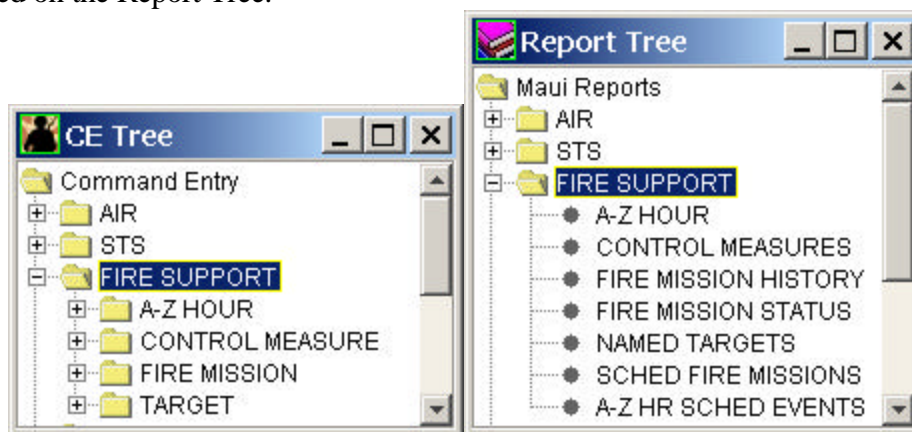 ed on the Report Tree.
CE Tree
Command Entry
AIR
STS
FIRE SUPPORT
A-Z HOUR
CONTROL MEASURE
FIRE MISSION
TARGET
Report Tree
Maui Reports
AIR
STS
FIRE SUPPORT
A-Z HOUR
CONTROL MEASURES
FIRE MISSION HISTORY
FIRE MISSION STATUS
NAMED TARGETS
SCHED FIRE MISSIONS
A-Z HR SCHED EVENTS